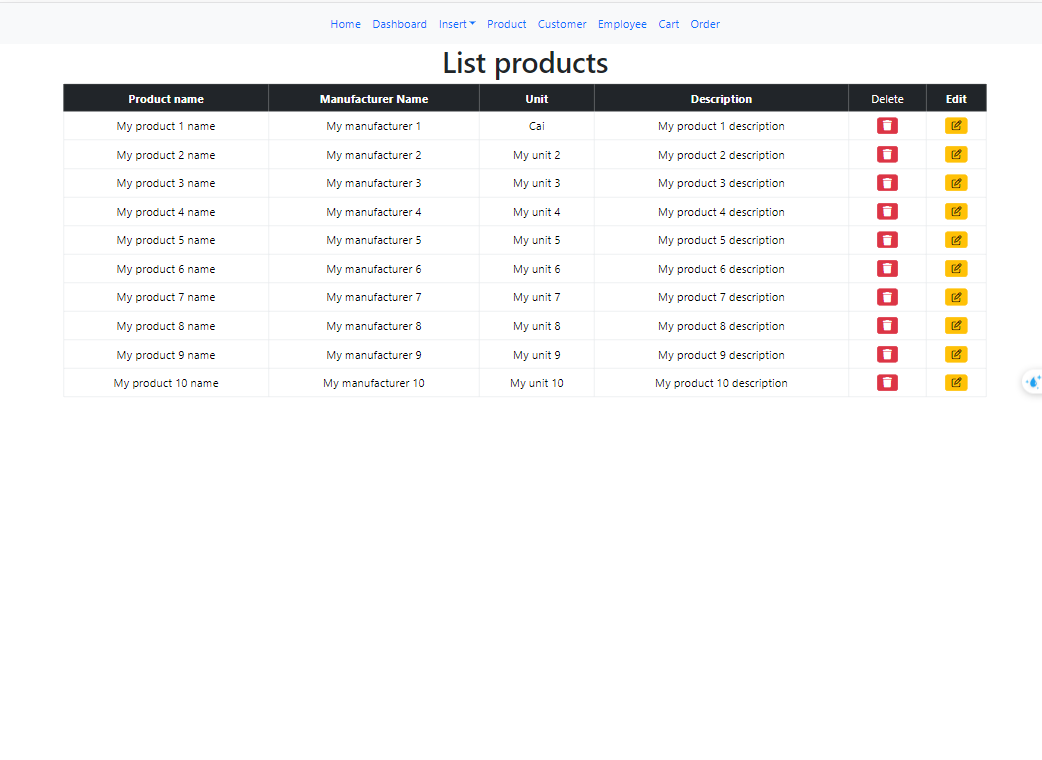 Home Dashboard Insert Product Customer Employee Cart Order
List products
Product name Manufacturer Name Unit Description Delete Edit
My product 1 name My manufacturer 1 Cai My product 1 description
My product 2 name My manufacturer 2 My unit 2 My product 2 description
My product 3 name My manufacturer 3 My unit 3 My product 3 description
My product 4 name My manufacturer 4 My unit 4 My product 4 description
My product 5 name My manufacturer 5 My unit 5 My product 5 description
My product 6 name My manufacturer 6 My unit 6 My product 6 description
My product 7 name My manufacturer 7 My unit 7 My product 7 description
My product 8 name My manufacturer 8 My unit 8 My product 8 description
My product 9 name My manufacturer 9 My unit 9 My product 9 description
My product 10 name My manufacturer 10 My unit 10 My product 10 description